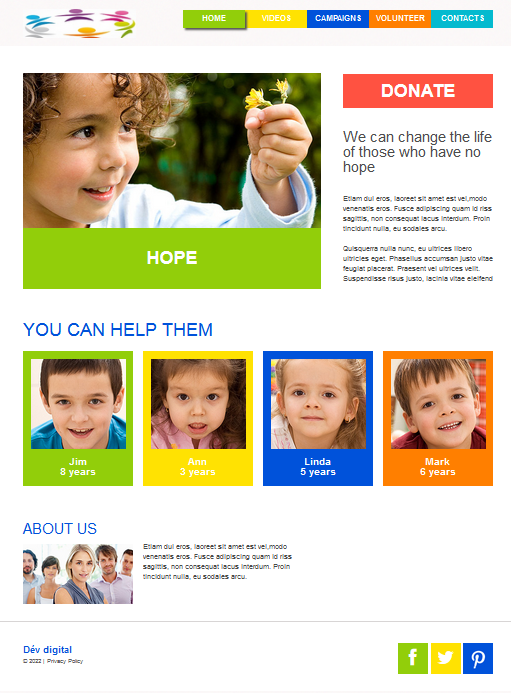 HOME
VIDEOS
CAMPAIGNS
VOLUNTEER
CONTACTS
HOPE
DONATE
We can change the life
of those who have no
hope
Etiam dui eros, laoreet sit amet est vel,modo
venenatis eros. Fusce adipiscing quam id riss
sagittis, non consequat lacus interdum. Proin
tincidunt nulla, eu sodales arcu.
Quisquerra nulla nunc, eu ultrices libero
ultricies eget. Phasellus accumsan justo vitae
feugiat placerat. Praesent vel ultrices velit.
Suspendisse risus justo, lacinia vitae eleifend
YOU CAN HELP THEM
Jim
8 years
Ann
3 years
Linda
5 years
Mark
6 years
ABOUT US
Etiam dui eros, laoreet sit amet est vel,modo
venenatis eros. Fusce adipiscing quam id riss
sagittis, non consequat lacus interdum. Proin
tincidunt nulla, eu sodales arcu.
Dév digital
© 2022 | Privacy Policy